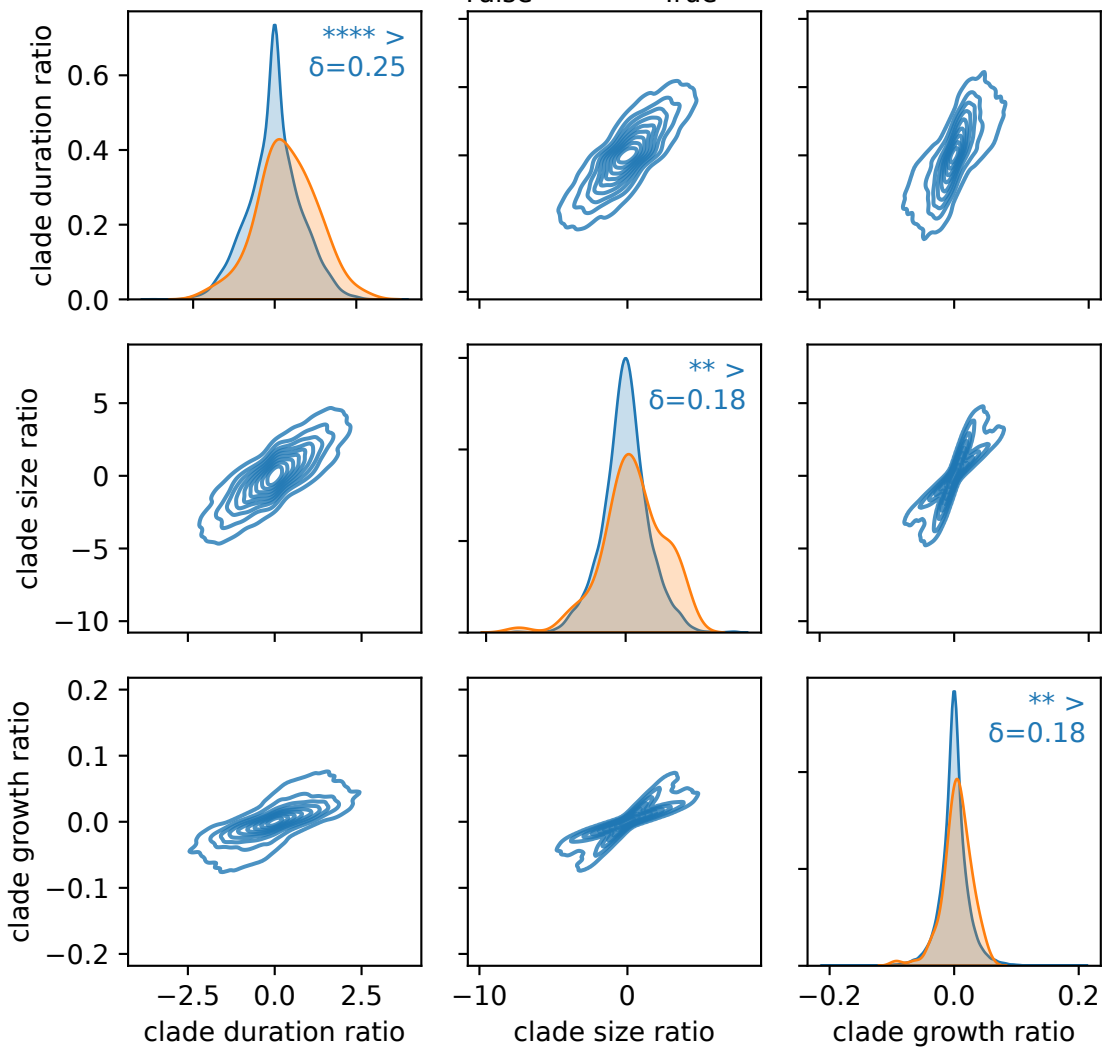 **** >
δ=0.25
clade duration ratio
0.6
0.4
0.2
0.0
** >
δ=0.18
clade size ratio
5
0
−5
−10
** >
δ=0.18
clade growth ratio
0.2
0.1
0.0
−0.1
−0.2
−2.5 0.0 2.5
−10 0
−0.2 0.0 0.2
clade duration ratio
clade size ratio
clade growth ratio